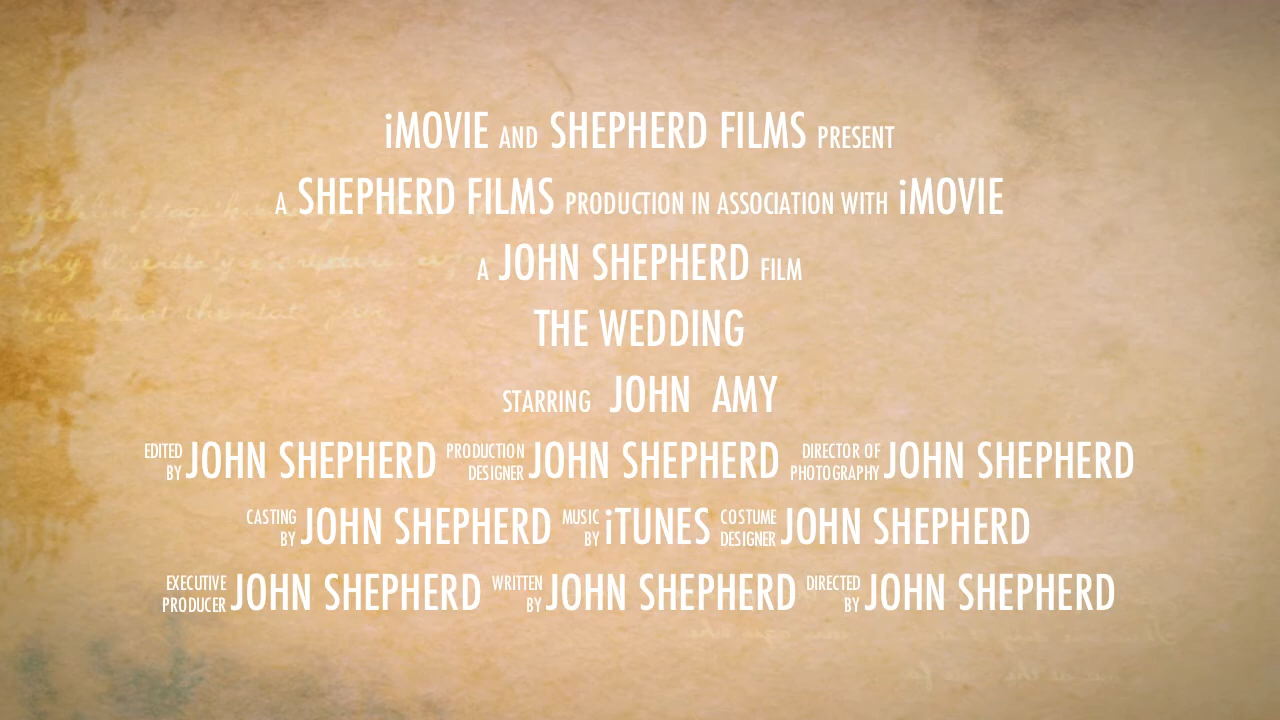 iMOVIE AND SHEPHERD FILMS PRESENT
A SHEPHERD FILMS PRODUCTION IN ASSOCIATION WITH iMOVIE
A JOHN SHEPHERD FILM
THE WEDDING
STARRING JOHN AMY
EDITED BY JOHN SHEPHERD PRODUCTION DESIGNER JOHN SHEPHERD DIRECTOR OF PHOTOGRAPHY JOHN SHEPHERD
CASTING BY JOHN SHEPHERD MUSIC BY iTUNES COSTUME DESIGNER JOHN SHEPHERD
EXECUTIVE PRODUCER JOHN SHEPHERD WRITTEN BY JOHN SHEPHERD DIRECTED BY JOHN SHEPHERD